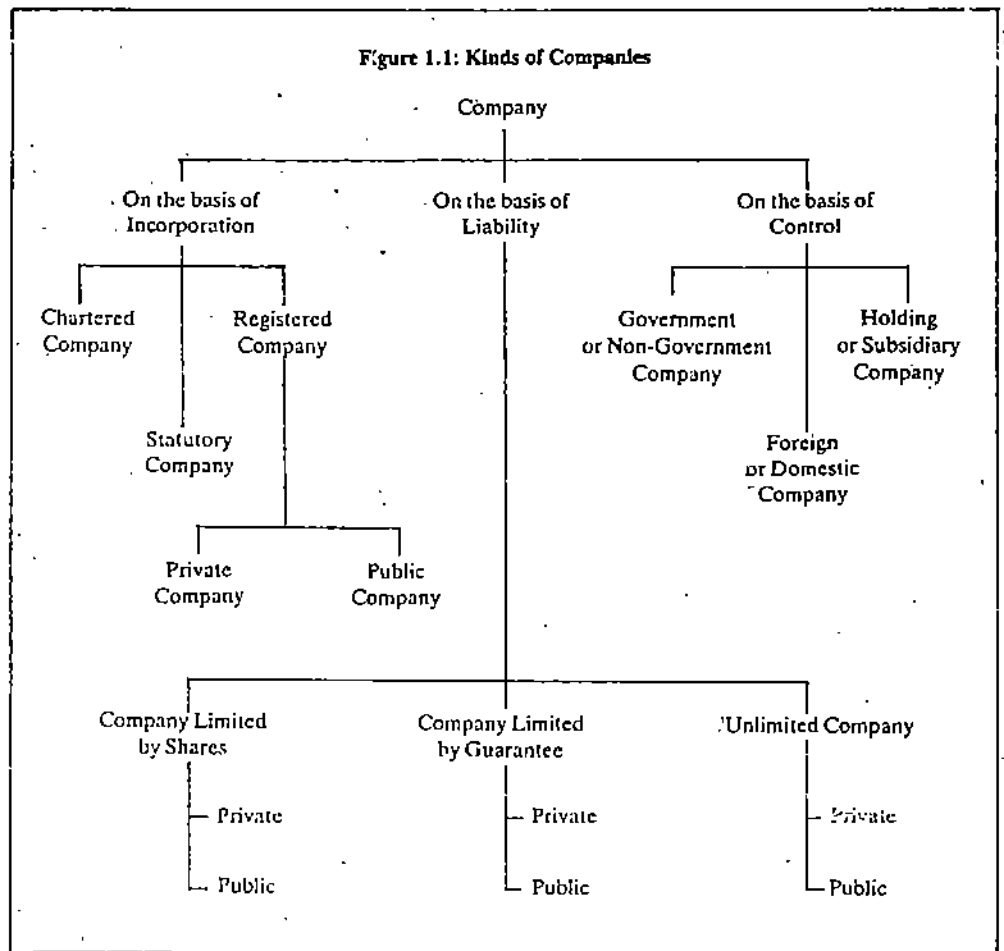 F:gurt 1.1: Kinds of Companies
Company
On the basis of
Incorporation
On the basis of
Liability
On the basis of
Control
Chartered
Company
Registered
Company
Government
or Non-Government
Company
Holding
or Subsidiary
Company
Statutory
Company
Foreign
or Domestic
Company
Private
Company
Public
Company
Company Limited
by Shares
Company Limited
by Guarantee
Unlimited Company
Private
Private
Private
Public
Public
Public